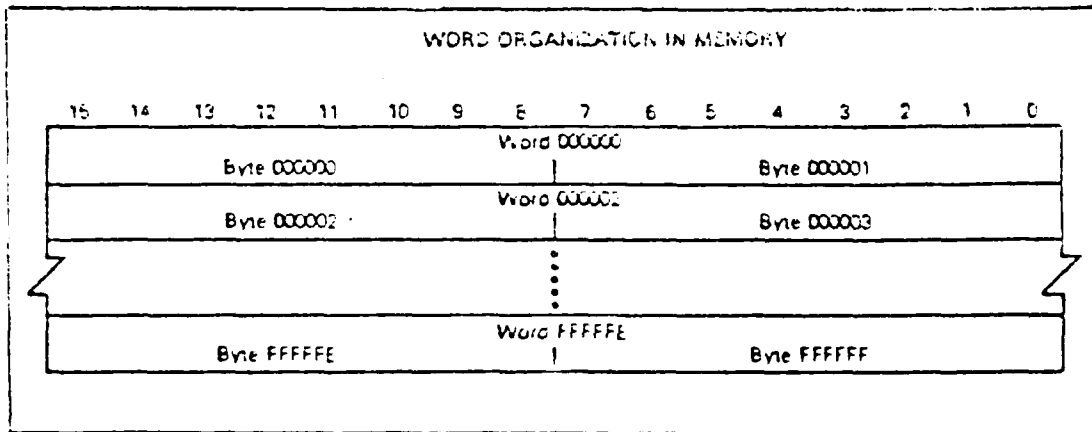 WORD ORGANIZATION IN MEMORY
15 14 13 12 11 10 9 8 7 6 5 4 3 2 1 0
Word 000000
Byte 000000 Byte 000001
Word 000002
Byte 000002 Byte 000003
Word FFFFFE
Byte FFFFFE Byte FFFFFF